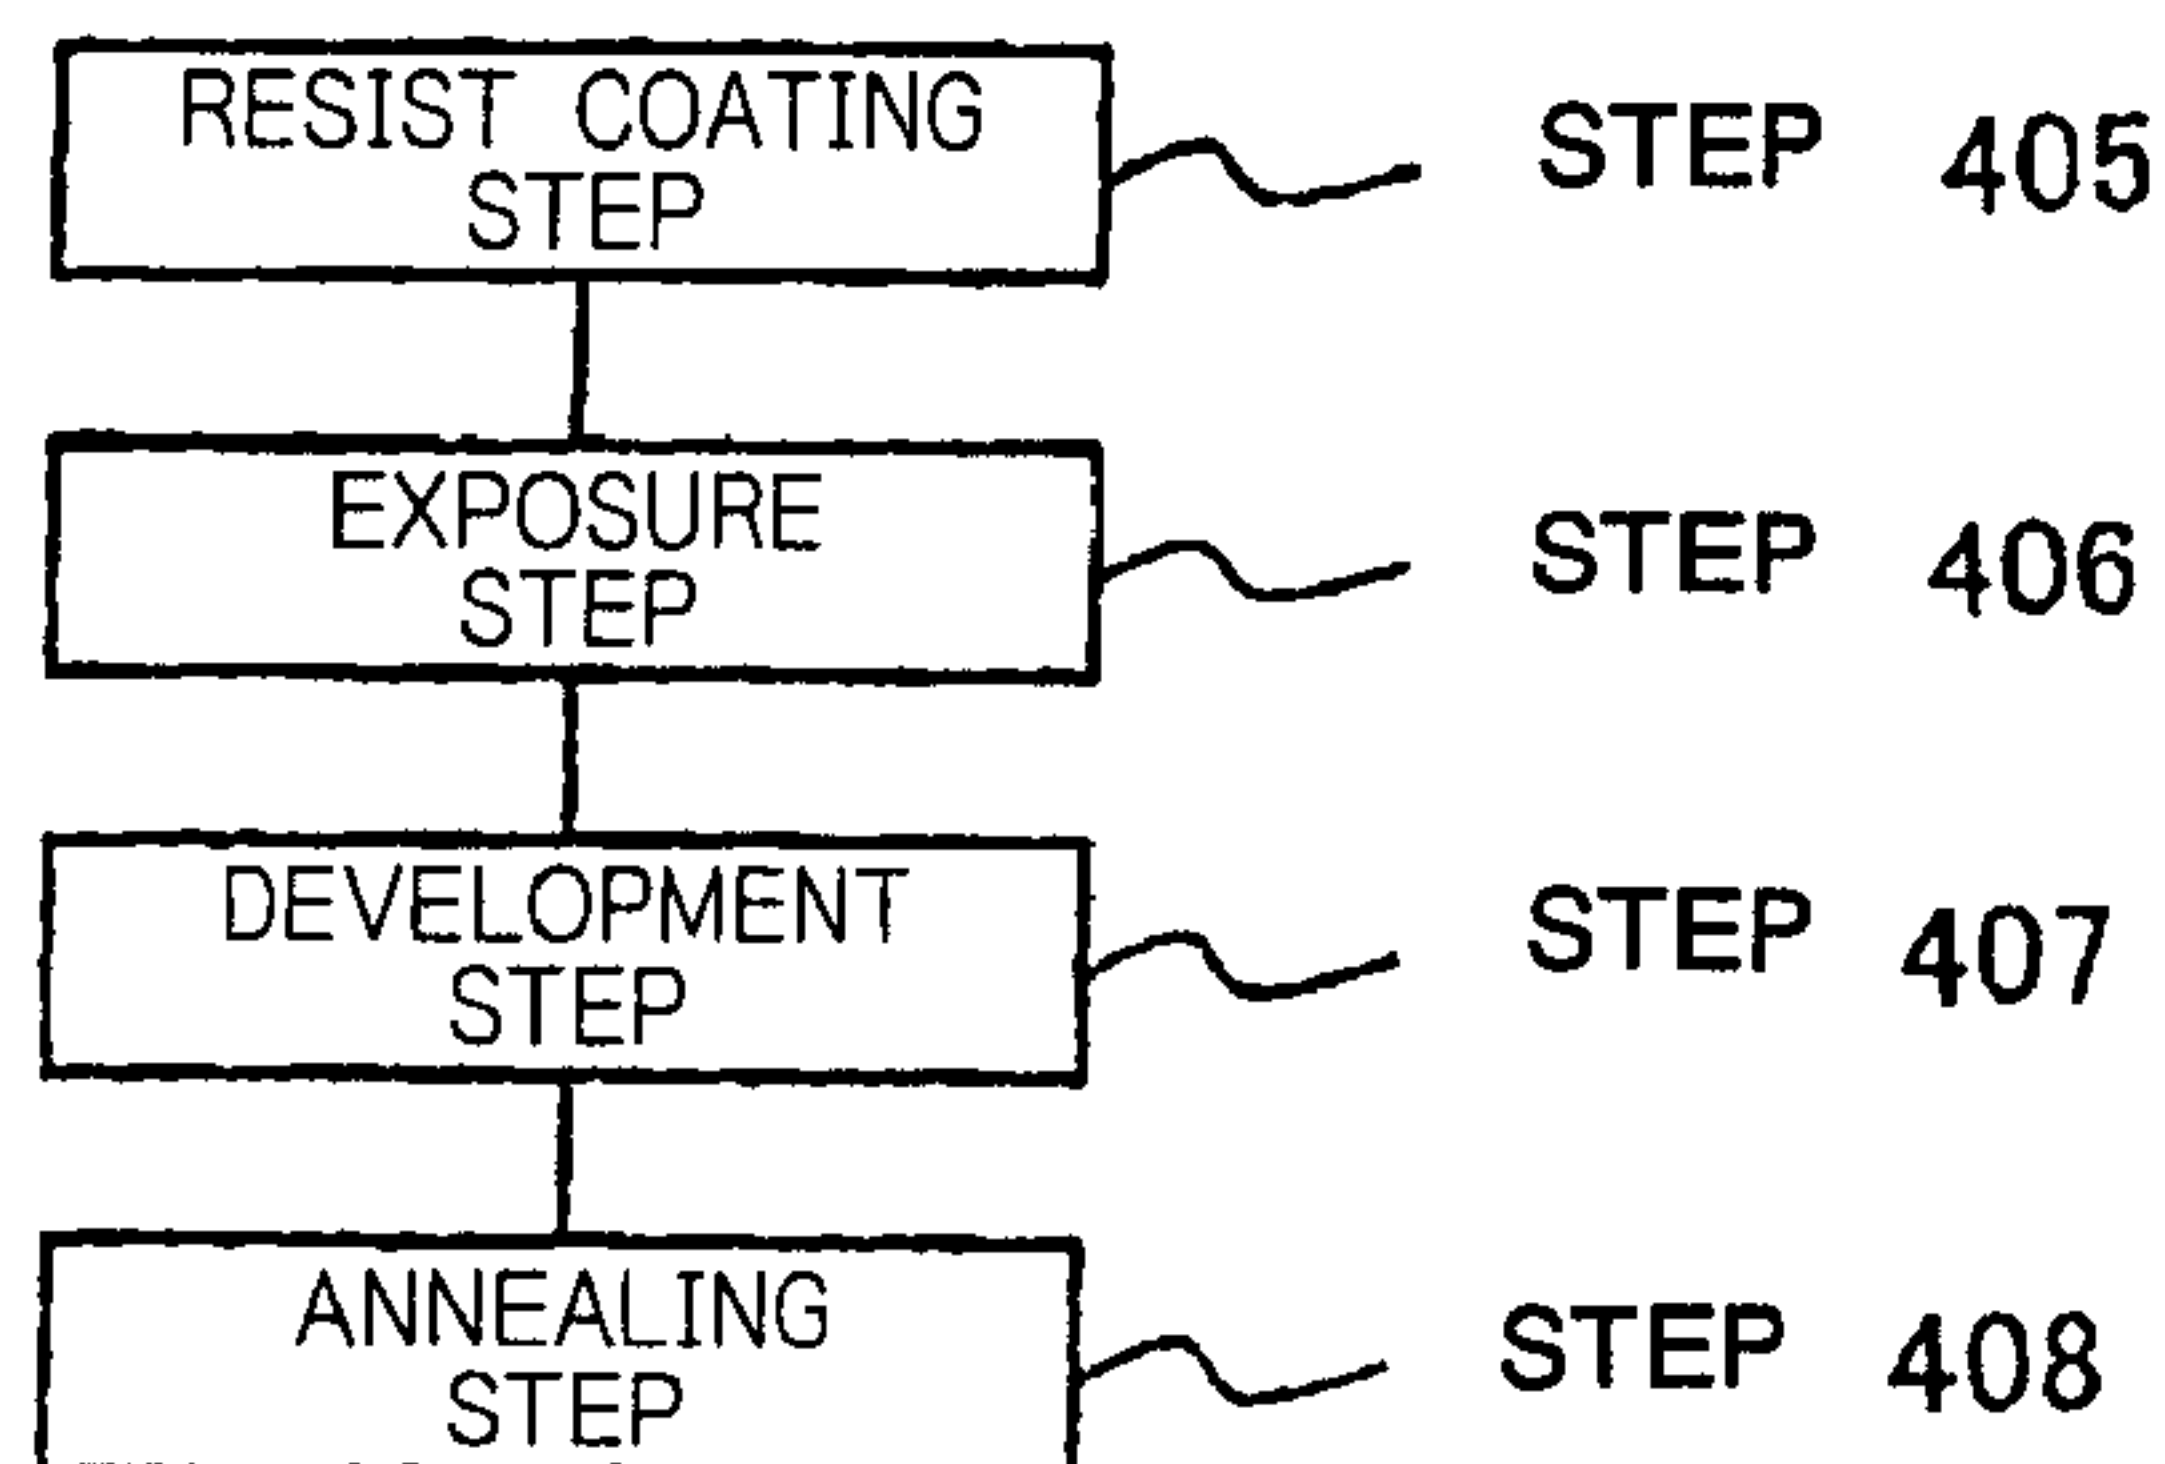 RESIST COATING
STEP
STEP 405
EXPOSURE
STEP
STEP 406
DEVELOPMENT
STEP
STEP 407
ANNEALING
STEP
STEP 408